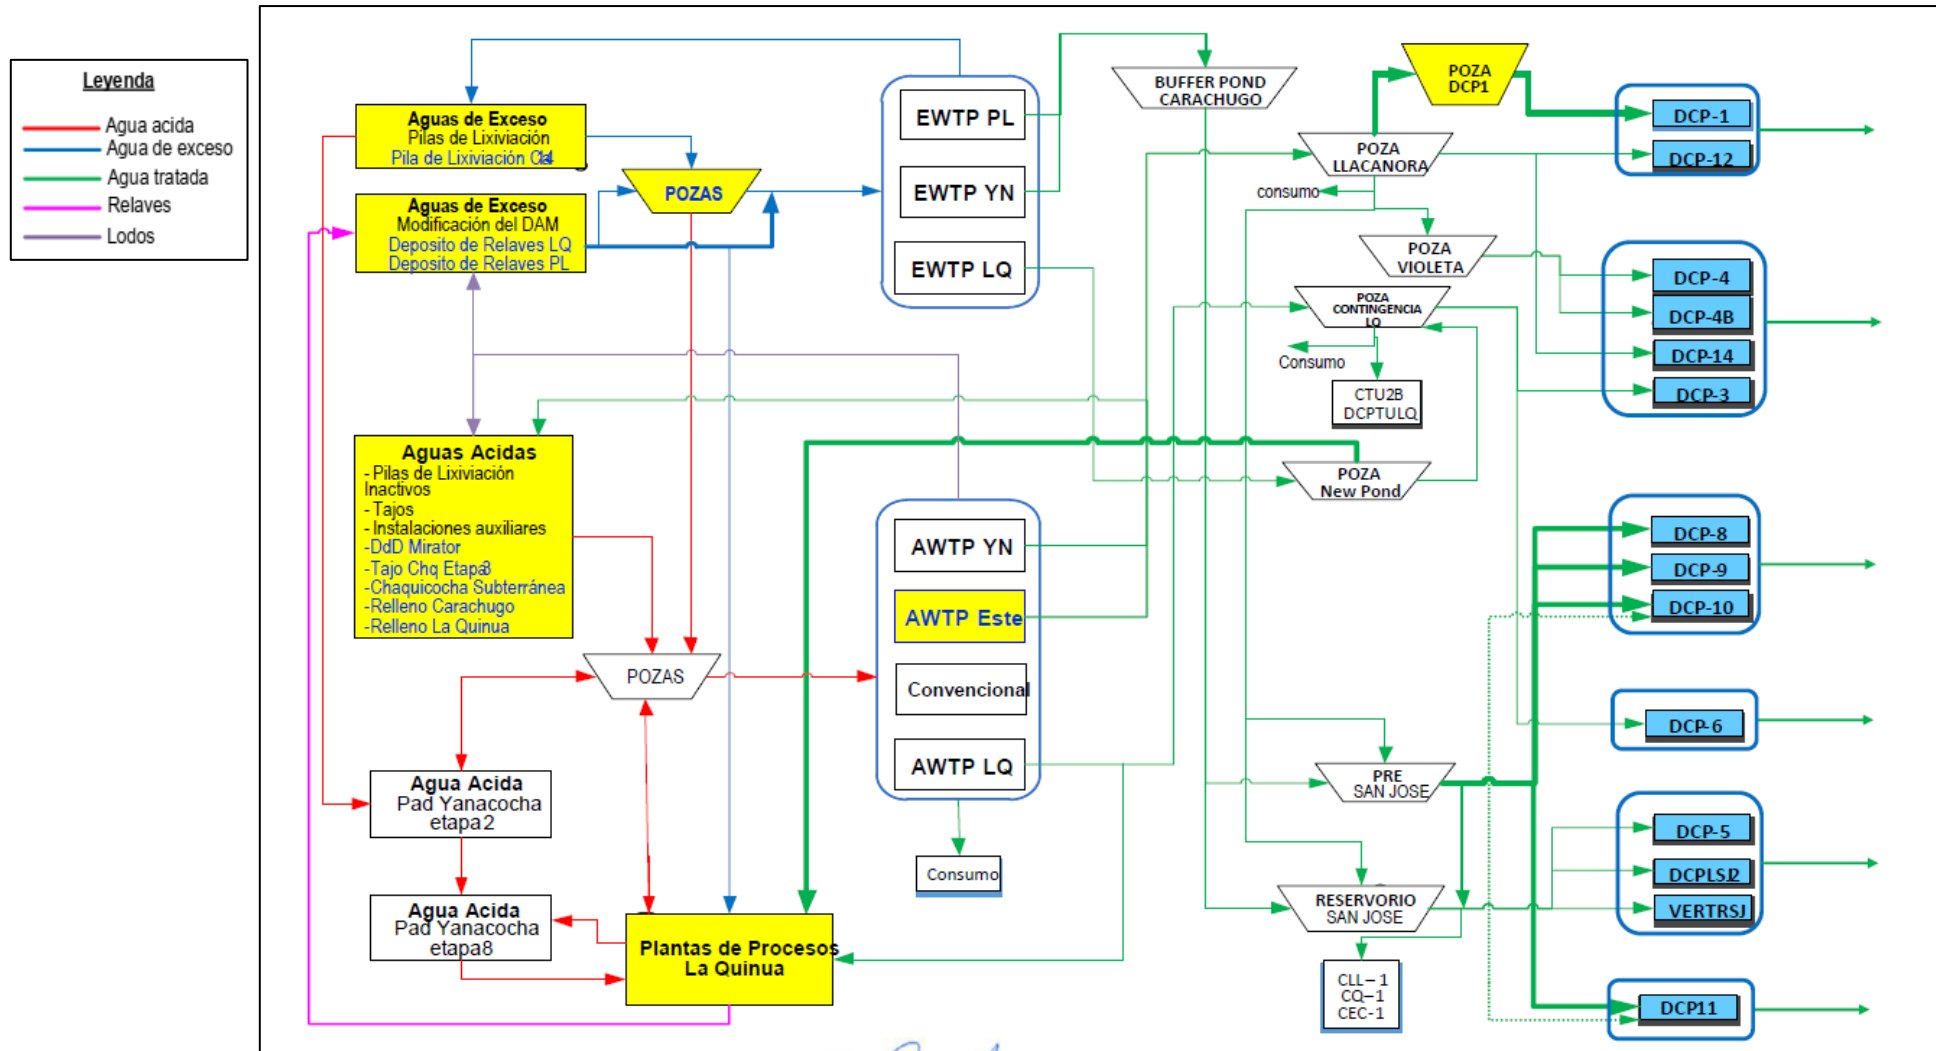 Leyenda
Agua acida
Agua de exceso
Agua tratada
Relaves
Lodos
Aguas de Exceso
Pilas de Lixiviación
Pila de Lixiviación
Aguas de Exceso
Modificación del DAM
Deposito de Relaves LQ
Deposito de Relaves PL
POZAS
Aguas Acidas
- Pilas de Lixiviación
Inactivos
- Tajos
- Instalaciones auxiliares
-DdD Mirator
-Tajo Chq Etapa3
-Chaquicocha Subterránea
-Relleno Carachugo
-Relleno La Quinua
POZAS
Agua Acida
Pad Yanacocha
etapa2
Agua Acida
Pad Yanacocha
etapa8
Plantas de Procesos
La Quinua
EWTP PL
EWTP YN
EWTP LQ
AWTP YN
AWTP Este
Convencional
AWTP LQ
Consumo
BUFFER POND
CARACHUGO
POZA
DCP1
POZA
LLACANORA
consumo
POZA
VIOLETA
POZA
CONTINGENCIA
LQ
Consumo
CTU2B
DCPTULQ
POZA
New Pond
PRE
SAN JOSE
RESERVORIO
SAN JOSE
CLL-1
CQ-1
CEC-1
DCP-1
DCP-12
DCP-4
DCP-4B
DCP-14
DCP-3
DCP-8
DCP-9
DCP-10
DCP-6
DCP-5
DCPLSJ2
VERTRSJ
DCP11